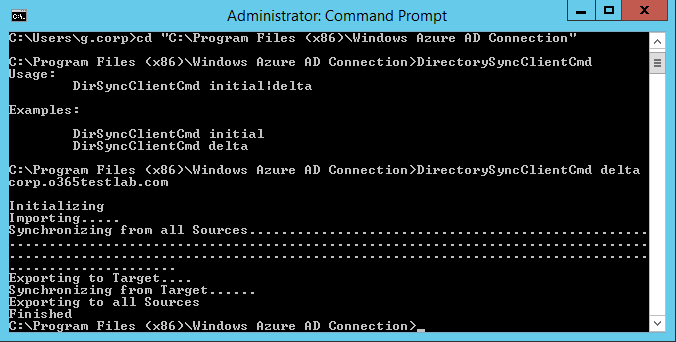 Administrator: Command Prompt
C:\Users\g.corp>cd "C:\Program Files (x86)\Windows Azure AD Connection"
C:\Program Files (x86)\Windows Azure AD Connection>DirectorySyncClientCmd
Usage:
DirSyncClientCmd initial|delta
Examples:
DirSyncClientCmd initial
DirSyncClientCmd delta
C:\Program Files (x86)\Windows Azure AD Connection>DirectorySyncClientCmd delta
corp.o365testlab.com
Initializing
Importing.....
Synchronizing from all Sources.................................................
................................................................................
................................................................................
.....................
Exporting to Target....
Synchronizing from Target......
Exporting to all Sources
Finished
C:\Program Files (x86)\Windows Azure AD Connection>_